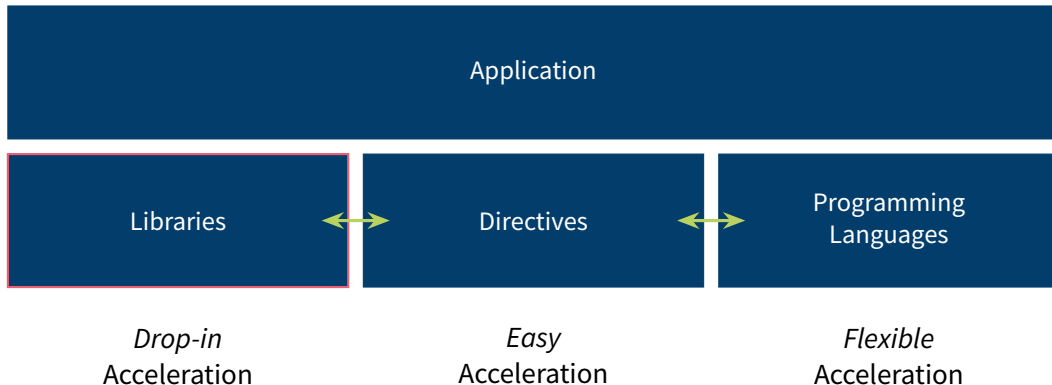 Application
Libraries
Directives
Programming
Languages
Drop-in
Acceleration
Easy
Acceleration
Flexible
Acceleration